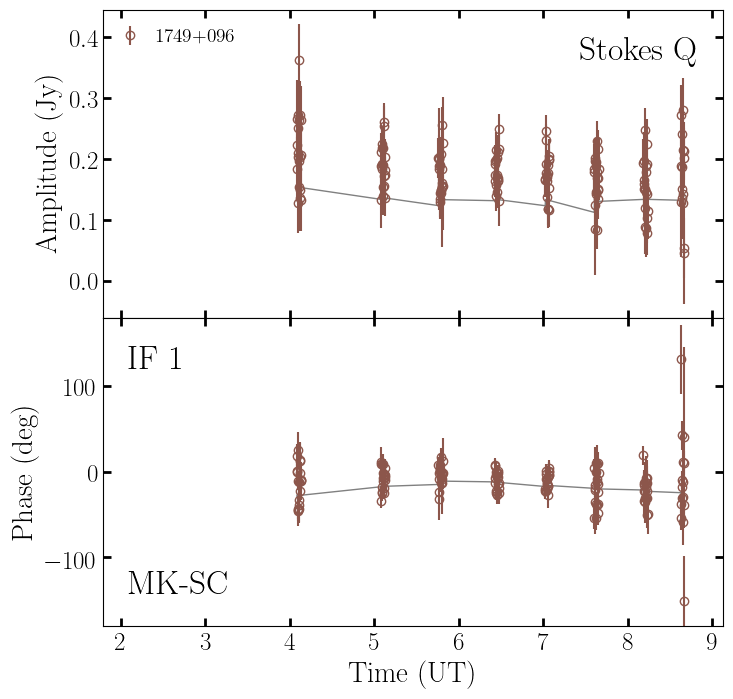 1749+096
Stokes Q
0.4
0.3
0.2
0.1
0.0
Amplitude (Jy)
IF 1
100
0
−100
Phase (deg)
MK-SC
2 3 4 5 6 7 8 9
Time (UT)